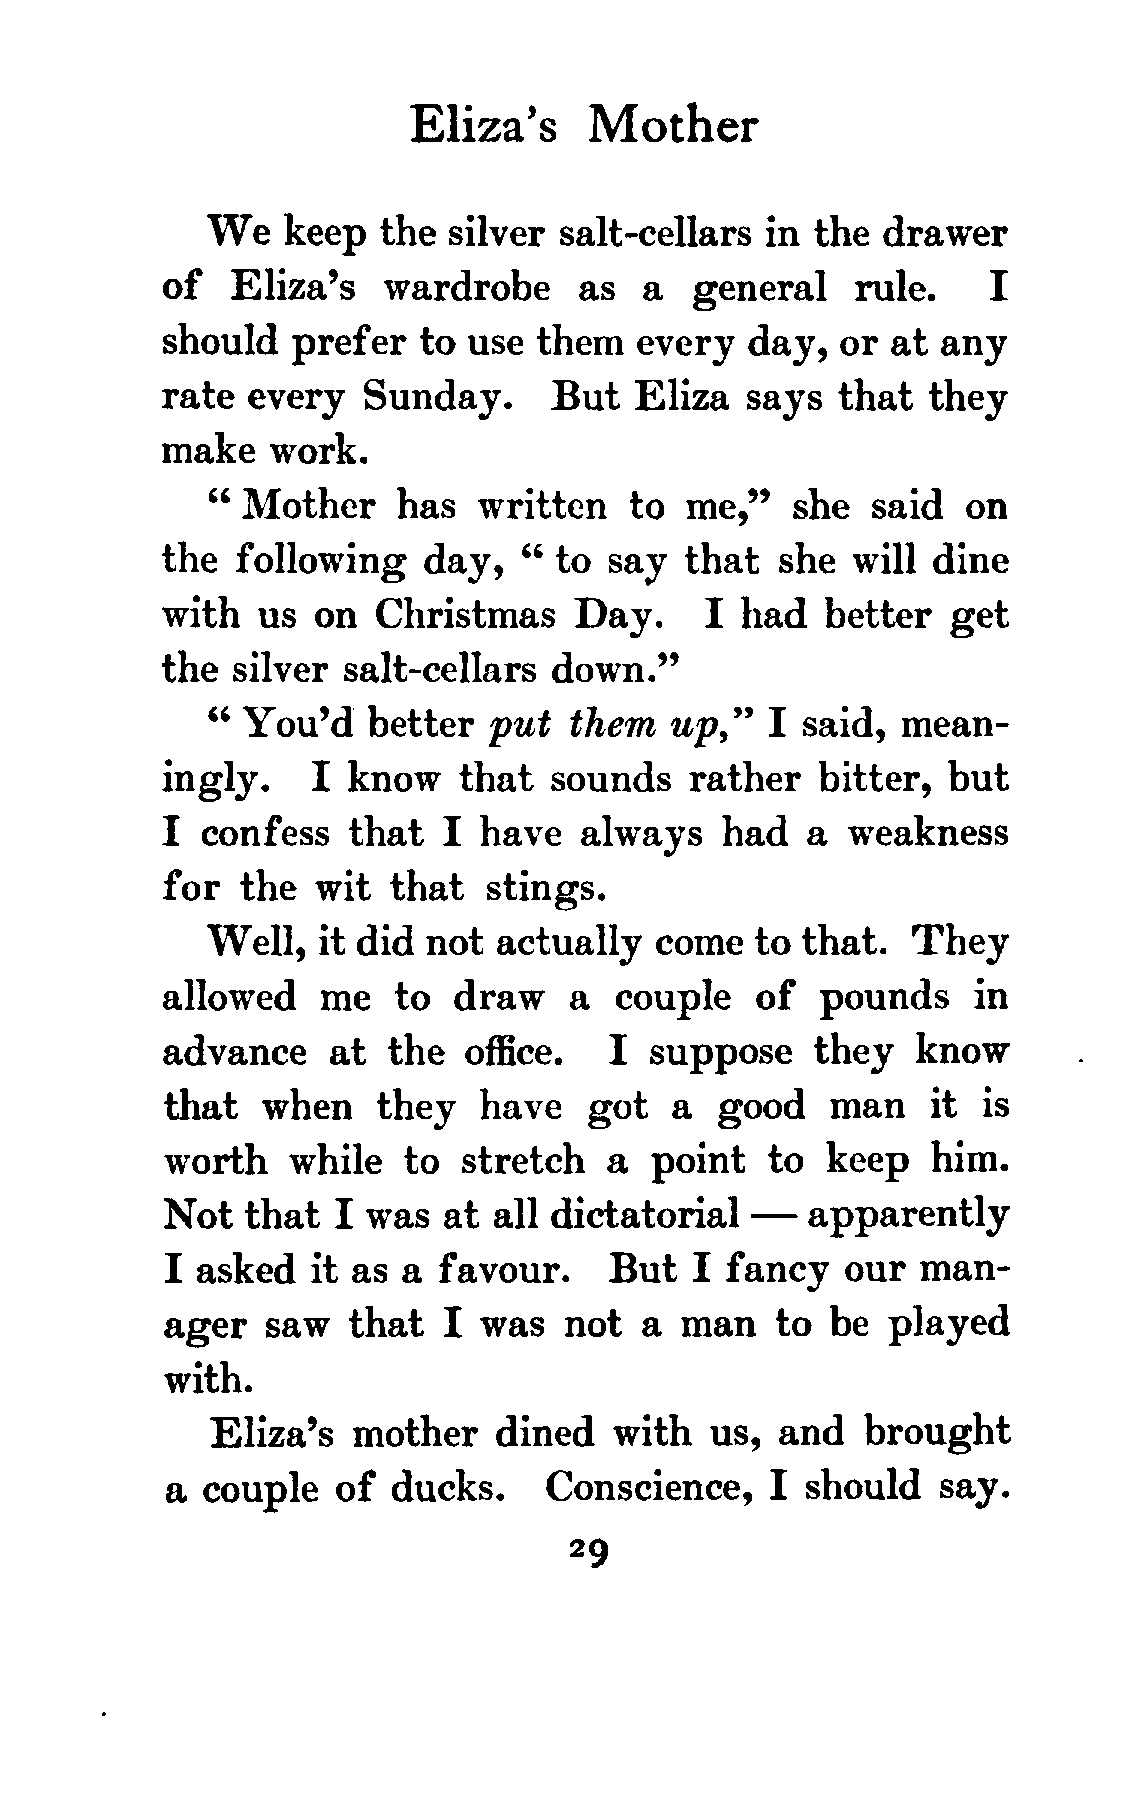 Eliza's Mother
We keep the silver salt-cellars in the drawer
of Eliza's wardrobe as a general rule. I
should prefer to use them every day, or at any
rate every Sunday. But Eliza says that they
make work.
“ Mother has written to me,” she said on
the following day, “ to say that she will dine
with us on Christmas Day. I had better get
the silver salt-cellars down.”
“ You'd better put them up,” I said, mean-
ingly. I know that sounds rather bitter, but
I confess that I have always had a weakness
for the wit that stings.
Well, it did not actually come to that. They
allowed me to draw a couple of pounds in
advance at the office. I suppose they know
that when they have got a good man it is
worth while to stretch a point to keep him.
Not that I was at all dictatorial — apparently
I asked it as a favour. But I fancy our man-
ager saw that I was not a man to be played
with.
Eliza's mother dined with us, and brought
a couple of ducks. Conscience, I should say.
29